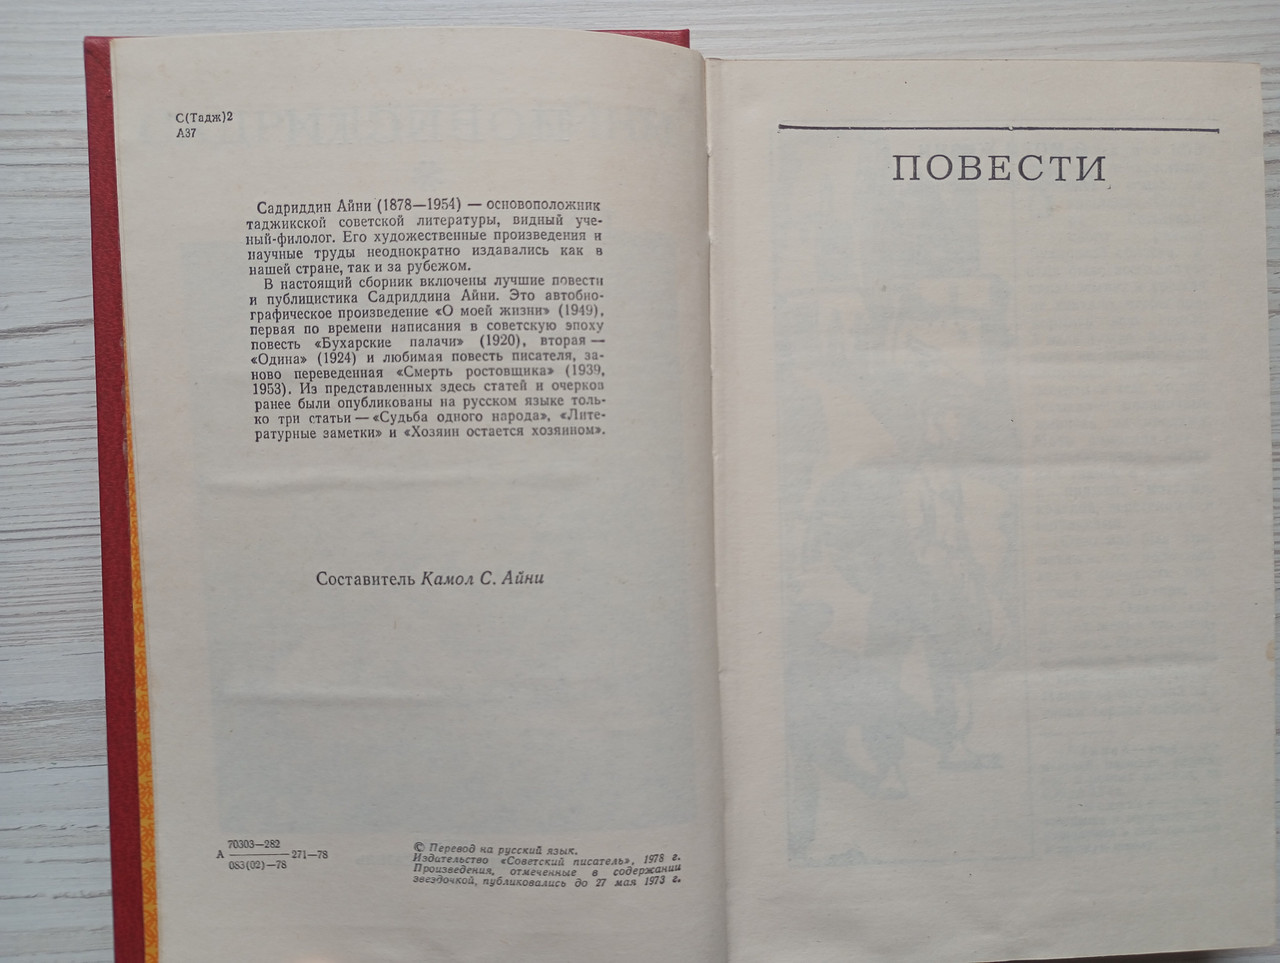 С(Тадж)2
А37
Садриддин Айни (1878—1954) — основоположник
таджикской советской литературы, видный уче-
ный-филолог. Его художественные произведения и
научные труды неоднократно издавались как в
нашей стране, так и за рубежом.
В настоящий сборник включены лучшие повести
и публицистика Садриддина Айни. Это автобио-
графическое произведение «О моей жизни» (1949),
первая по времени написания в советскую эпоху
повесть «Бухарские палачи» (1920), вторая —
«Одина» (1924) и любимая повесть писателя, за-
ново переведенная «Смерть ростовщика» (1939,
1953). Из представленных здесь статей и очерков
ранее были опубликованы на русском языке толь-
ко три статьи — «Судьба одного народа», «Лите-
ратурные заметки» и «Хозяин остается хозяином».
Составитель Камол С. Айни
70303—282
А ———— 271—78
083(02)—78
© Перевод на русский язык.
Издательство «Советский писатель», 1978 г.
Произведения, отмеченные в содержании
звездочкой, публиковались до 27 мая 1973 г.
ПОВЕСТИ